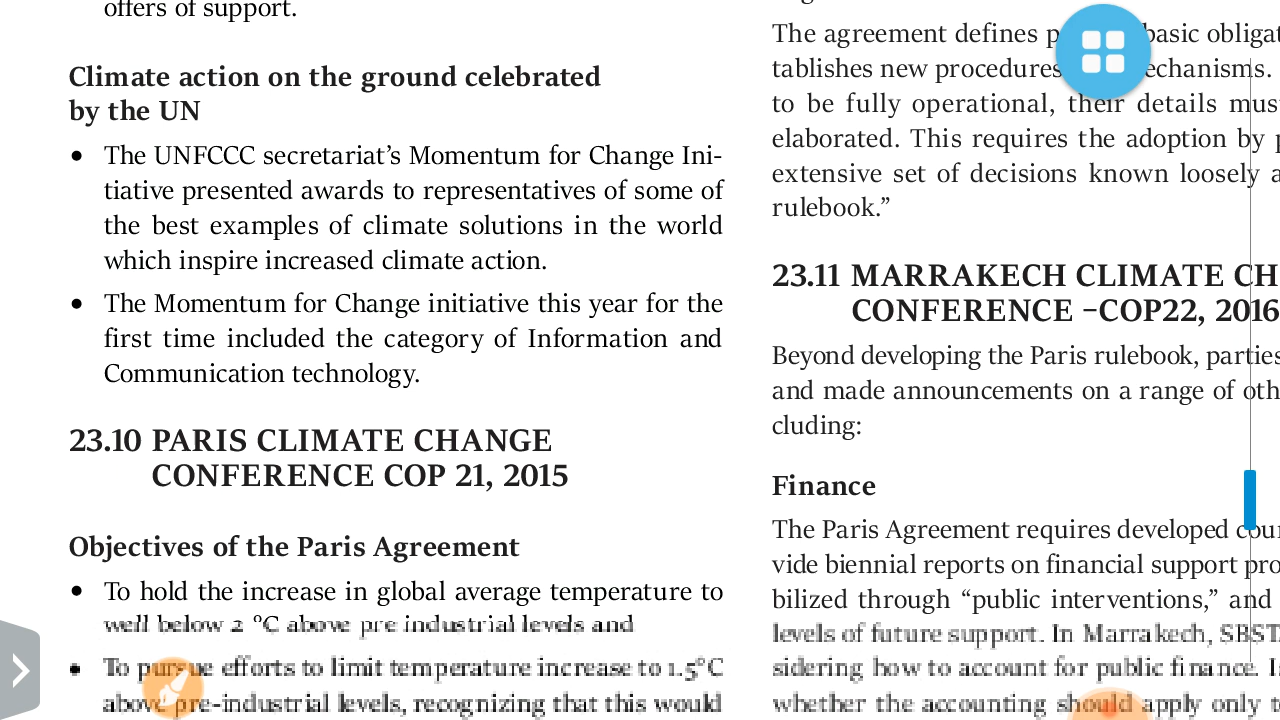 offers of support.
Climate action on the ground celebrated
by the UN
• The UNFCCC secretariat’s Momentum for Change Ini-
tiative presented awards to representatives of some of
the best examples of climate solutions in the world
which inspire increased climate action.
• The Momentum for Change initiative this year for the
first time included the category of Information and
Communication technology.
23.10 PARIS CLIMATE CHANGE
CONFERENCE COP 21, 2015
Objectives of the Paris Agreement
• To hold the increase in global average temperature to
well below 2 °C above pre industrial levels and
• To pursue efforts to limit temperature increase to 1.5°C
above pre-industrial levels, recognizing that this would
The agreement defines basic
tablishes new procedures
to be fully operational, their details
elaborated. This requires the adoption by
extensive set of decisions known loosely
rulebook.”
23.11 MARRAKECH CLIMATE
CONFERENCE –COP22, 2016
Beyond developing the Paris rulebook, parties
and made announcements on a range of
cluding:
Finance
The Paris Agreement requires developed
vide biennial reports on financial support
bilized through “public interventions,” and
levels of future support. In Marrakech,
sidering how to account for public finance.
whether the accounting should apply only